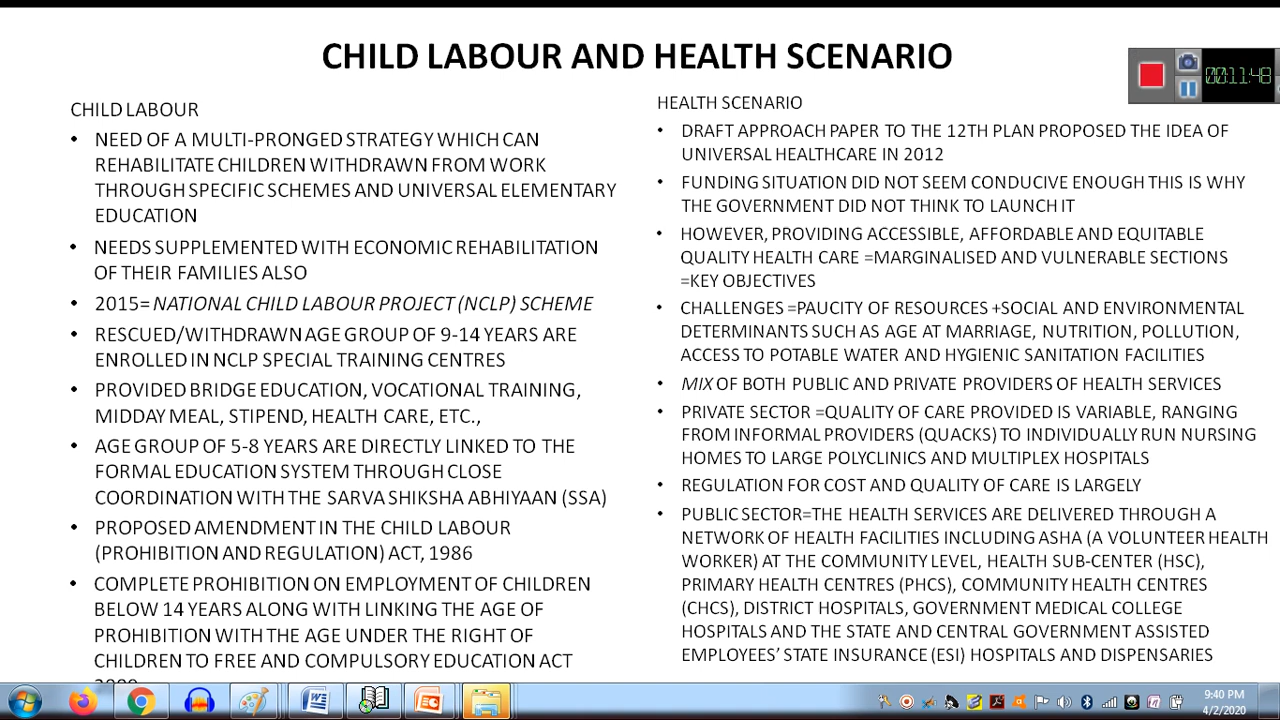 CHILD LABOUR AND HEALTH SCENARIO
00:11:48
CHILD LABOUR
• NEED OF A MULTI-PRONGED STRATEGY WHICH CAN
REHABILITATE CHILDREN WITHDRAWN FROM WORK
THROUGH SPECIFIC SCHEMES AND UNIVERSAL ELEMENTARY
EDUCATION
• NEEDS SUPPLEMENTED WITH ECONOMIC REHABILITATION
OF THEIR FAMILIES ALSO
• 2015= NATIONAL CHILD LABOUR PROJECT (NCLP) SCHEME
• RESCUED/WITHDRAWN AGE GROUP OF 9-14 YEARS ARE
ENROLLED IN NCLP SPECIAL TRAINING CENTRES
• PROVIDED BRIDGE EDUCATION, VOCATIONAL TRAINING,
MIDDAY MEAL, STIPEND, HEALTH CARE, ETC.,
• AGE GROUP OF 5-8 YEARS ARE DIRECTLY LINKED TO THE
FORMAL EDUCATION SYSTEM THROUGH CLOSE
COORDINATION WITH THE SARVA SHIKSHA ABHIYAAN (SSA)
• PROPOSED AMENDMENT IN THE CHILD LABOUR
(PROHIBITION AND REGULATION) ACT, 1986
• COMPLETE PROHIBITION ON EMPLOYMENT OF CHILDREN
BELOW 14 YEARS ALONG WITH LINKING THE AGE OF
PROHIBITION WITH THE AGE UNDER THE RIGHT OF
CHILDREN TO FREE AND COMPULSORY EDUCATION ACT
HEALTH SCENARIO
• DRAFT APPROACH PAPER TO THE 12TH PLAN PROPOSED THE IDEA OF
UNIVERSAL HEALTHCARE IN 2012
• FUNDING SITUATION DID NOT SEEM CONDUCIVE ENOUGH THIS IS WHY
THE GOVERNMENT DID NOT THINK TO LAUNCH IT
• HOWEVER, PROVIDING ACCESSIBLE, AFFORDABLE AND EQUITABLE
QUALITY HEALTH CARE =MARGINALISED AND VULNERABLE SECTIONS
=KEY OBJECTIVES
• CHALLENGES =PAUCITY OF RESOURCES +SOCIAL AND ENVIRONMENTAL
DETERMINANTS SUCH AS AGE AT MARRIAGE, NUTRITION, POLLUTION,
ACCESS TO POTABLE WATER AND HYGIENIC SANITATION FACILITIES
• MIX OF BOTH PUBLIC AND PRIVATE PROVIDERS OF HEALTH SERVICES
• PRIVATE SECTOR =QUALITY OF CARE PROVIDED IS VARIABLE, RANGING
FROM INFORMAL PROVIDERS (QUACKS) TO INDIVIDUALLY RUN NURSING
HOMES TO LARGE POLYCLINICS AND MULTIPLEX HOSPITALS
• REGULATION FOR COST AND QUALITY OF CARE IS LARGELY
• PUBLIC SECTOR=THE HEALTH SERVICES ARE DELIVERED THROUGH A
NETWORK OF HEALTH FACILITIES INCLUDING ASHA (A VOLUNTEER HEALTH
WORKER) AT THE COMMUNITY LEVEL, HEALTH SUB-CENTER (HSC),
PRIMARY HEALTH CENTRES (PHCS), COMMUNITY HEALTH CENTRES
(CHCS), DISTRICT HOSPITALS, GOVERNMENT MEDICAL COLLEGE
HOSPITALS AND THE STATE AND CENTRAL GOVERNMENT ASSISTED
EMPLOYEES’ STATE INSURANCE (ESI) HOSPITALS AND DISPENSARIES
9:40 PM
4/2/2020